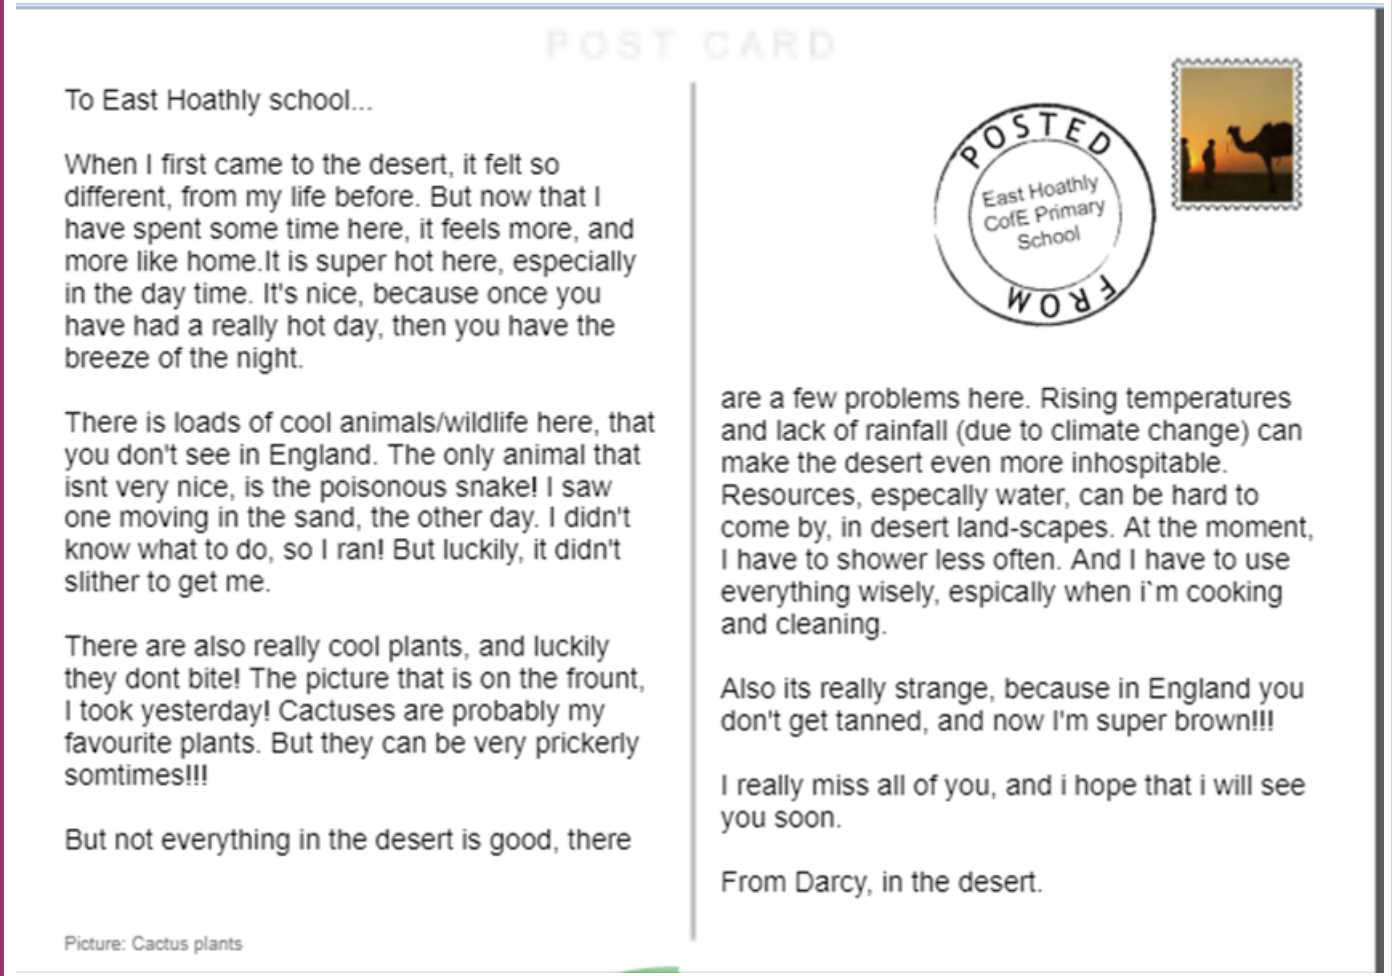 POST CARD
To East Hoathly school...
When I first came to the desert, it felt so
different, from my life before. But now that I
have spent some time here, it feels more, and
more like home.It is super hot here, especially
in the day time. It's nice, because once you
have had a really hot day, then you have the
breeze of the night.
There is loads of cool animals/wildlife here, that
you don't see in England. The only animal that
isnt very nice, is the poisonous snake! I saw
one moving in the sand, the other day. I didn't
know what to do, so I ran! But luckily, it didn't
slither to get me.
There are also really cool plants, and luckily
they dont bite! The picture that is on the frount,
I took yesterday! Cactuses are probably my
favourite plants. But they can be very prickerly
somtimes!!!
But not everything in the desert is good, there
Picture: Cactus plants
POSTED
East Hoathly
CofE Primary
School
FROM
are a few problems here. Rising temperatures
and lack of rainfall (due to climate change) can
make the desert even more inhospitable.
Resources, especally water, can be hard to
come by, in desert land-scapes. At the moment,
I have to shower less often. And I have to use
everything wisely, espically when i`m cooking
and cleaning.
Also its really strange, because in England you
don't get tanned, and now I'm super brown!!!
I really miss all of you, and i hope that i will see
you soon.
From Darcy, in the desert.